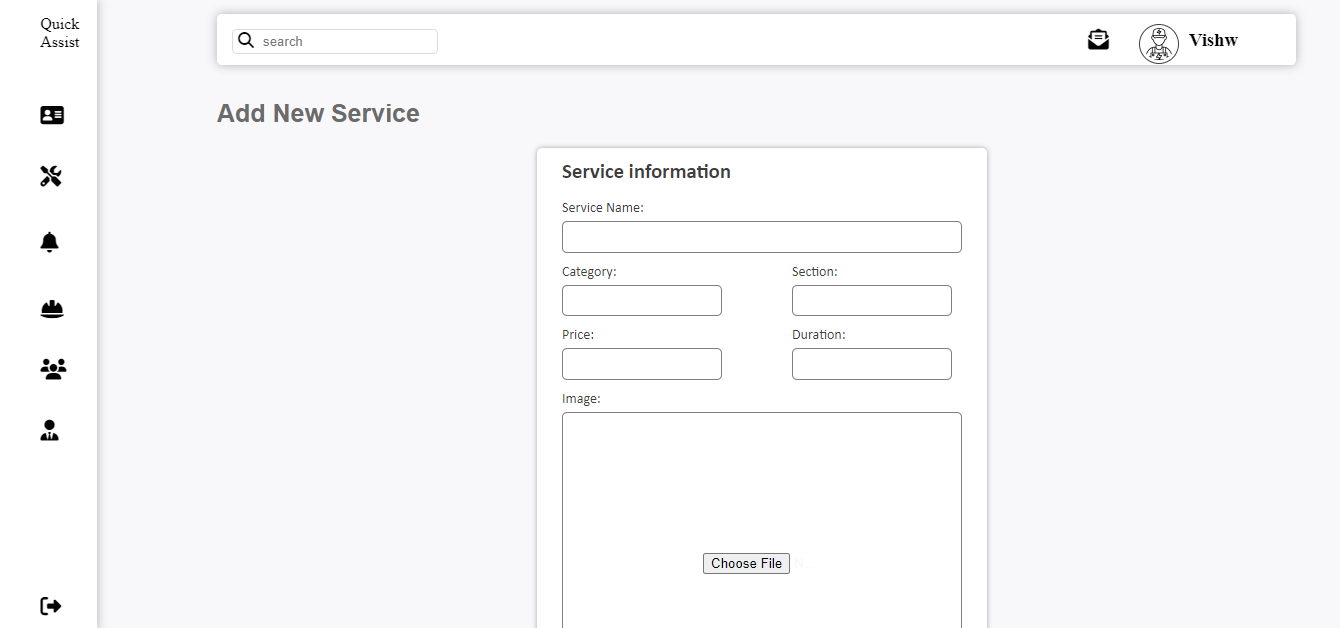 Quick
Assist
search
Vishw
Add New Service
Service information
Service Name:
Category:
Section:
Price:
Duration:
Image:
Choose File